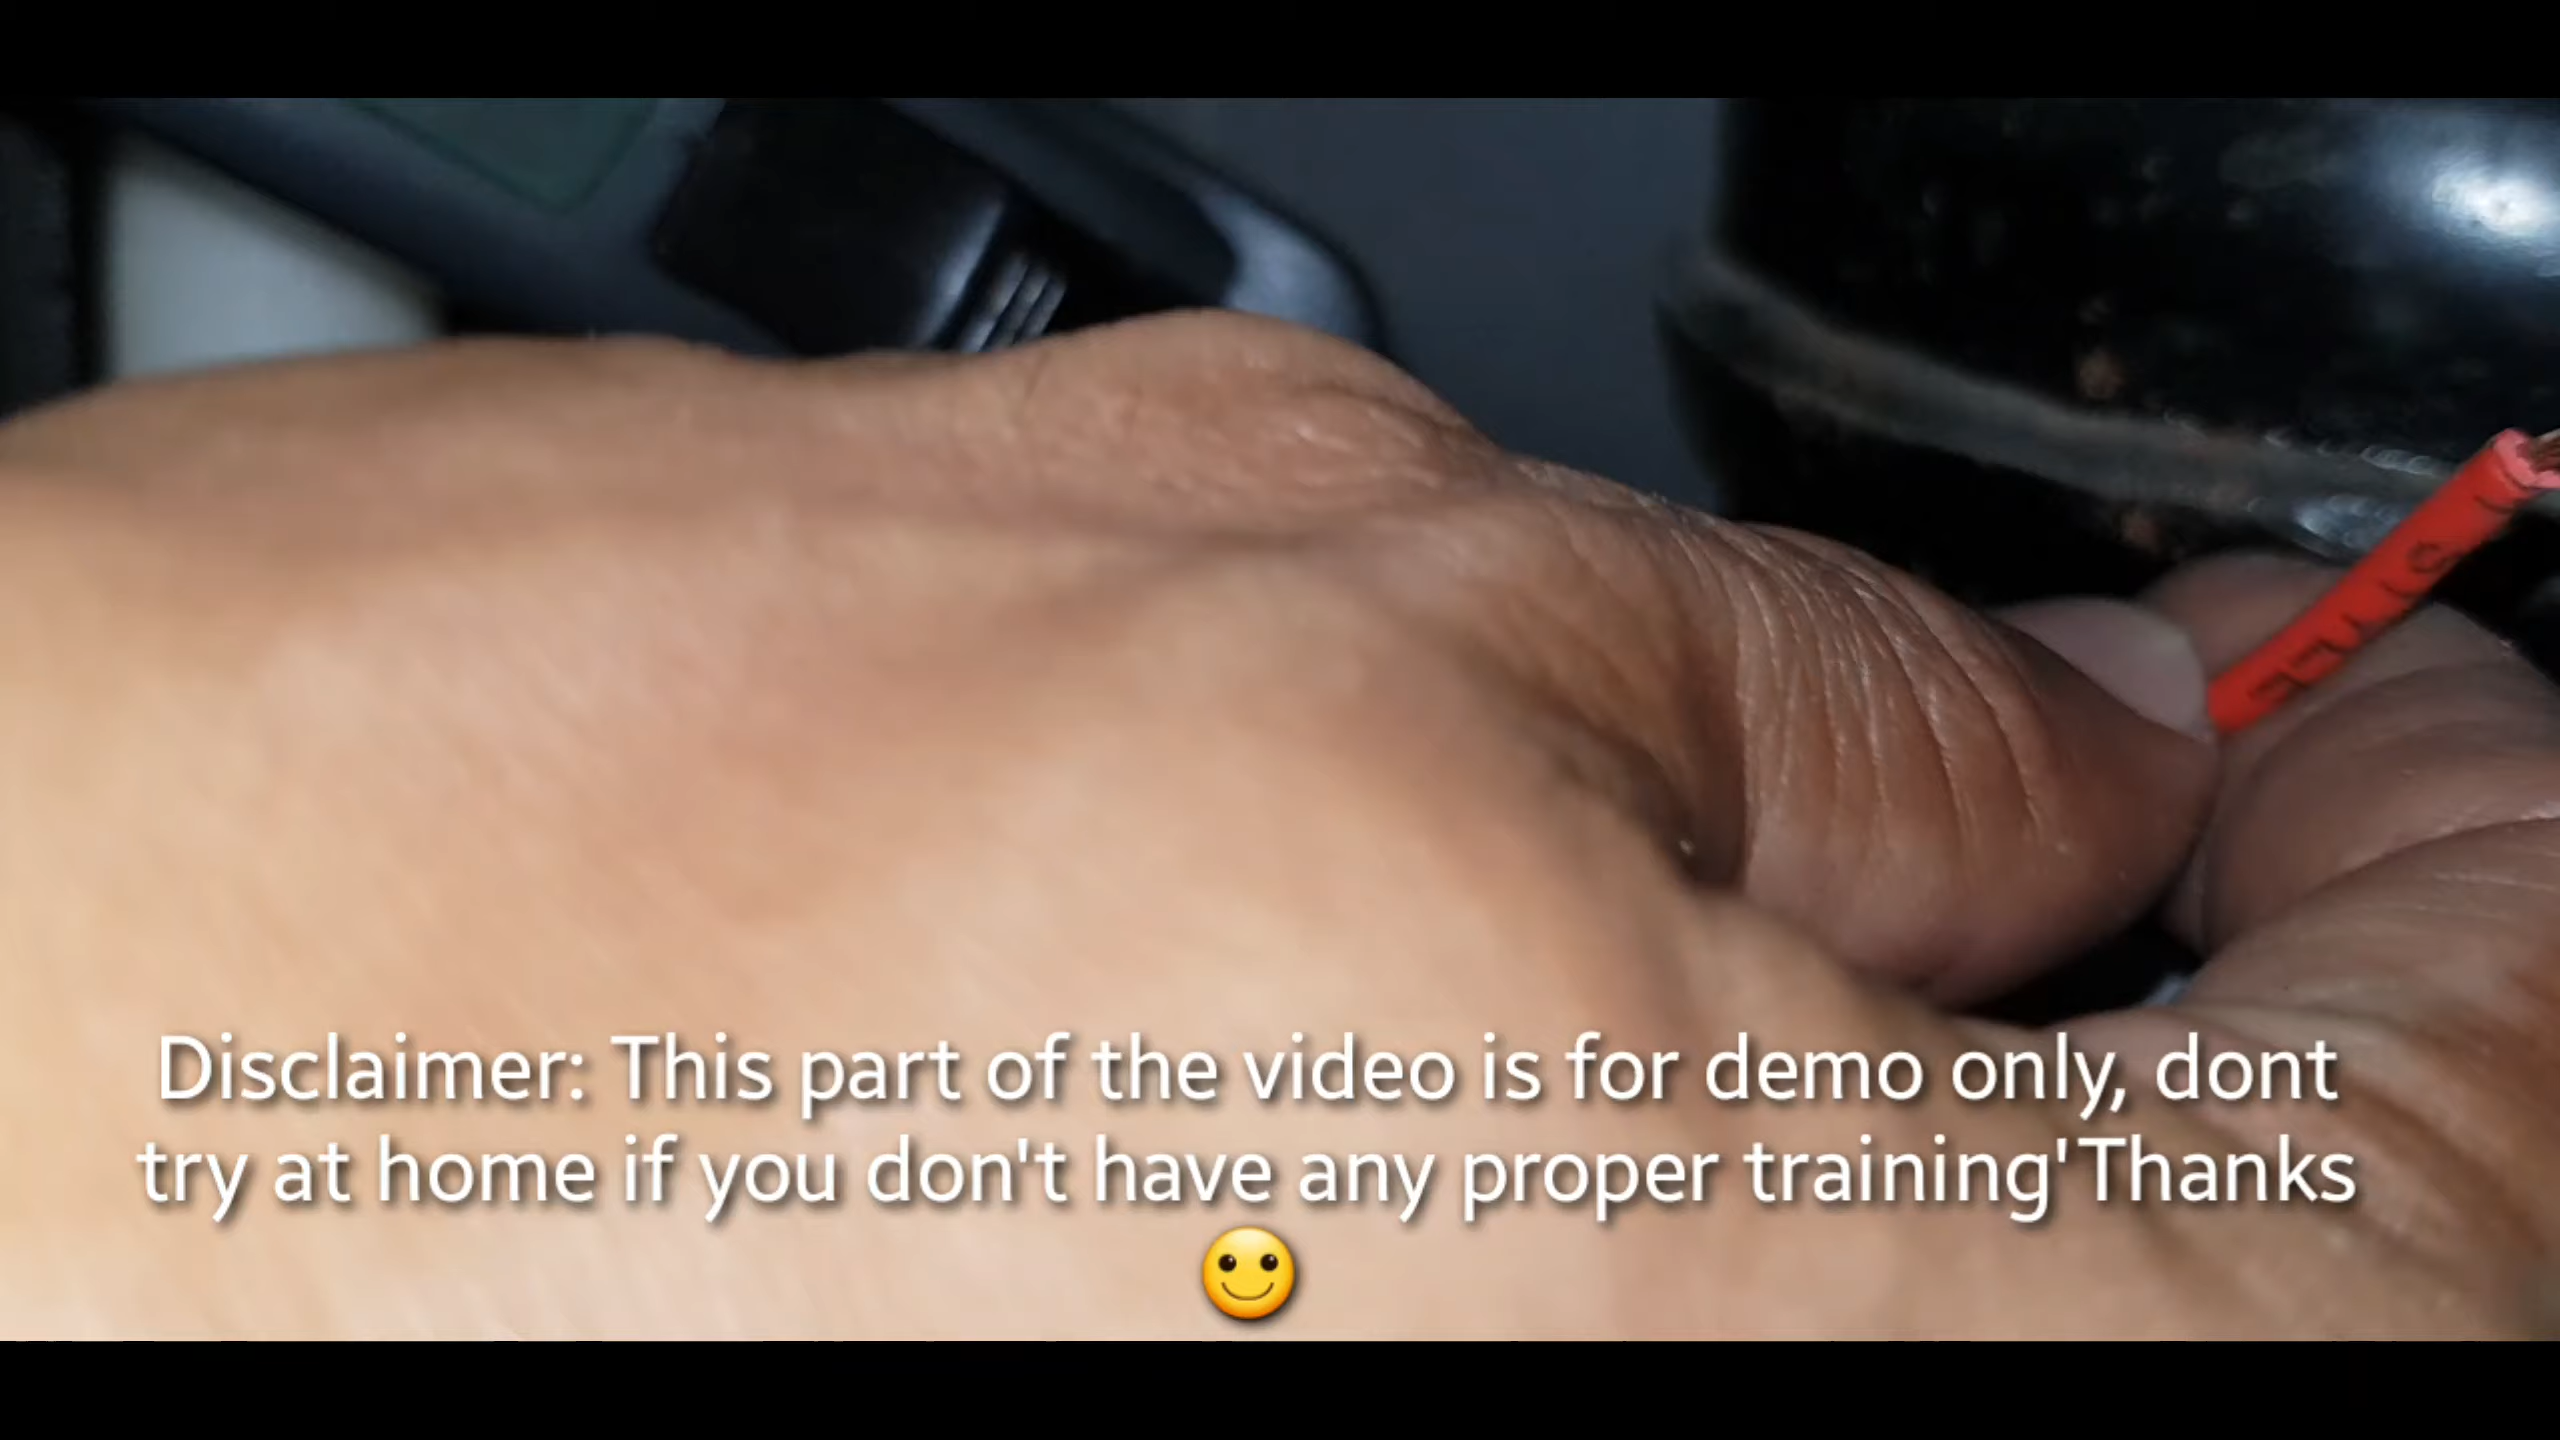 Disclaimer: This part of the video is for demo only, dont
try at home if you don't have any proper training'Thanks
🙂